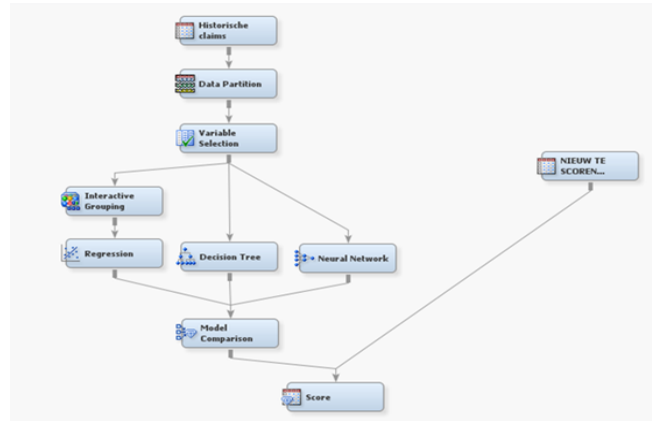 Historische
claims
Data Partition
Variable
Selection
NIEUW TE
SCOREN...
Interactive
Grouping
Regression
Decision Tree
Neural Network
Model
Comparison
Score